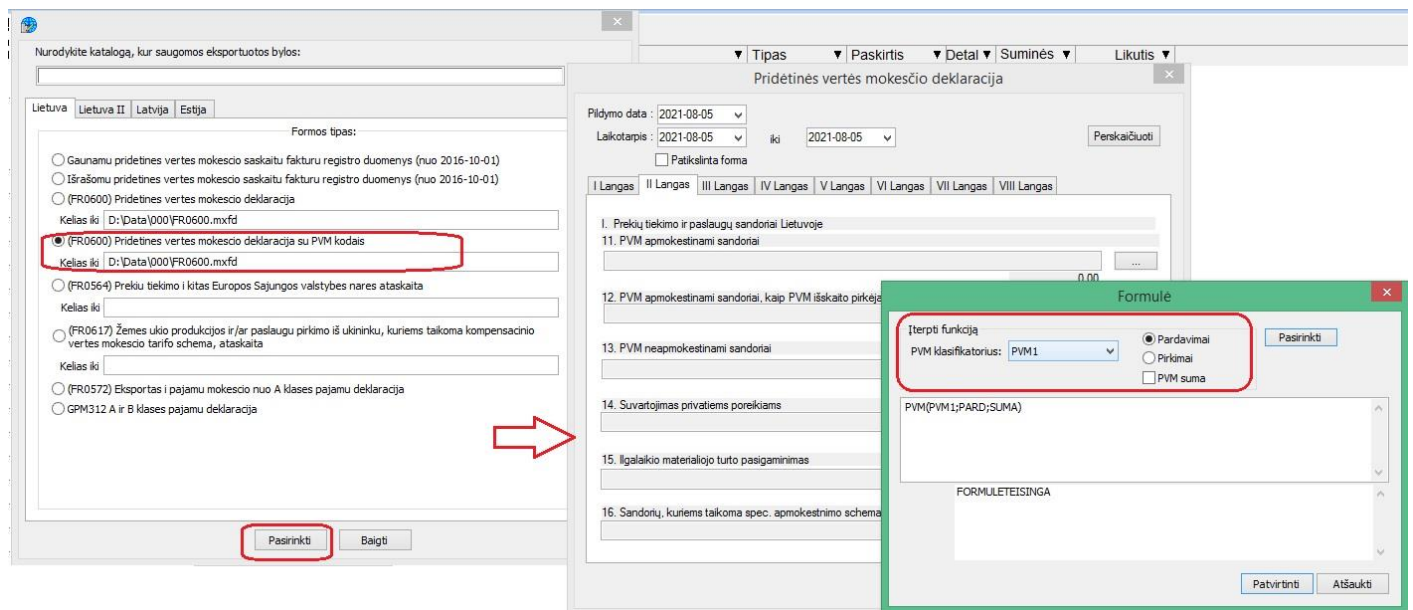 Nurodykite katalogą, kur saugomos eksportuotos bylos:
Lietuva Lietuva II Latvija Estija
Formos tipas:
Gaunamu pridetines vertes mokescio saskaitu fakturu registro duomenys (nuo 2016-10-01)
Išrašomu pridetines vertes mokescio saskaitu fakturu registro duomenys (nuo 2016-10-01)
(FR0600) Pridetines vertes mokescio deklaracija
Kelias iki D:\Data\000\FR0600.mxfd
(FR0600) Pridetines vertes mokescio deklaracija su PVM kodais
Kelias iki D:\Data\000\FR0600.mxfd
(FR0564) Prekiu tiekimo i kitas Europos Sajungos valstybes nares ataskaita
Kelias iki
(FR0617) Žemes ukio produkcijos ir/ar paslaugu pirkimo iš ukininku, kuriems taikoma kompensacinio
vertes mokescio tarifo schema, ataskaita
Kelias iki
(FR0572) Eksportas i pajamu mokescio nuo A klases pajamu deklaracija
GPM312 A ir B klases pajamu deklaracija
Pasirinkti Baigti
Tipas Paskirtis Detal Suminės Likutis
Pridėtinės vertės mokesčio deklaracija
Pildymo data : 2021-08-05
Laikotarpis : 2021-08-05 iki 2021-08-05 Perskaičiuoti
Patikslinta forma
I Langas II Langas III Langas IV Langas V Langas VI Langas VII Langas VIII Langas
I. Prekių tiekimo ir paslaugų sandoriai Lietuvoje
11. PVM apmokestinami sandoriai
...
0.00
12. PVM apmokestinami sandoriai, kaip PVM išskaito pirkėja
13. PVM neapmokestinami sandoriai
14. Suvartojimas privatiems poreikiams
15. Ilgalaikio materialiojo turto pasigaminimas
16. Sandorių, kuriems taikoma spec. apmokestnimo schema
Formulė
Įterpti funkciją
PVM klasifikatorius: PVM1
Pardavimai
Pirkimai
PVM suma
Pasirinkti
PVM(PVM1;PARD;SUMA)
FORMULETEISINGA
Patvirtinti Atšaukti